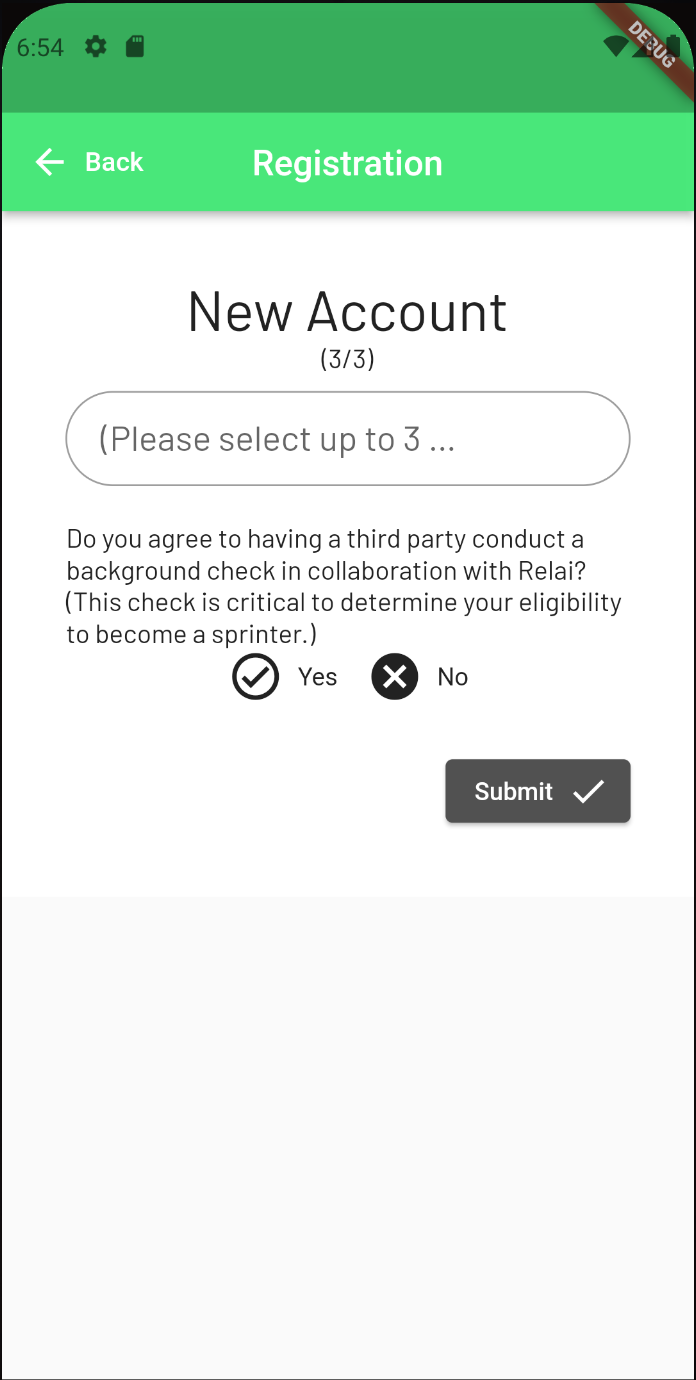 6:54
DEBUG
Back
Registration
New Account
(3/3)
(Please select up to 3 ...
Do you agree to having a third party conduct a
background check in collaboration with Relai?
(This check is critical to determine your eligibility
to become a sprinter.)
Yes No
Submit